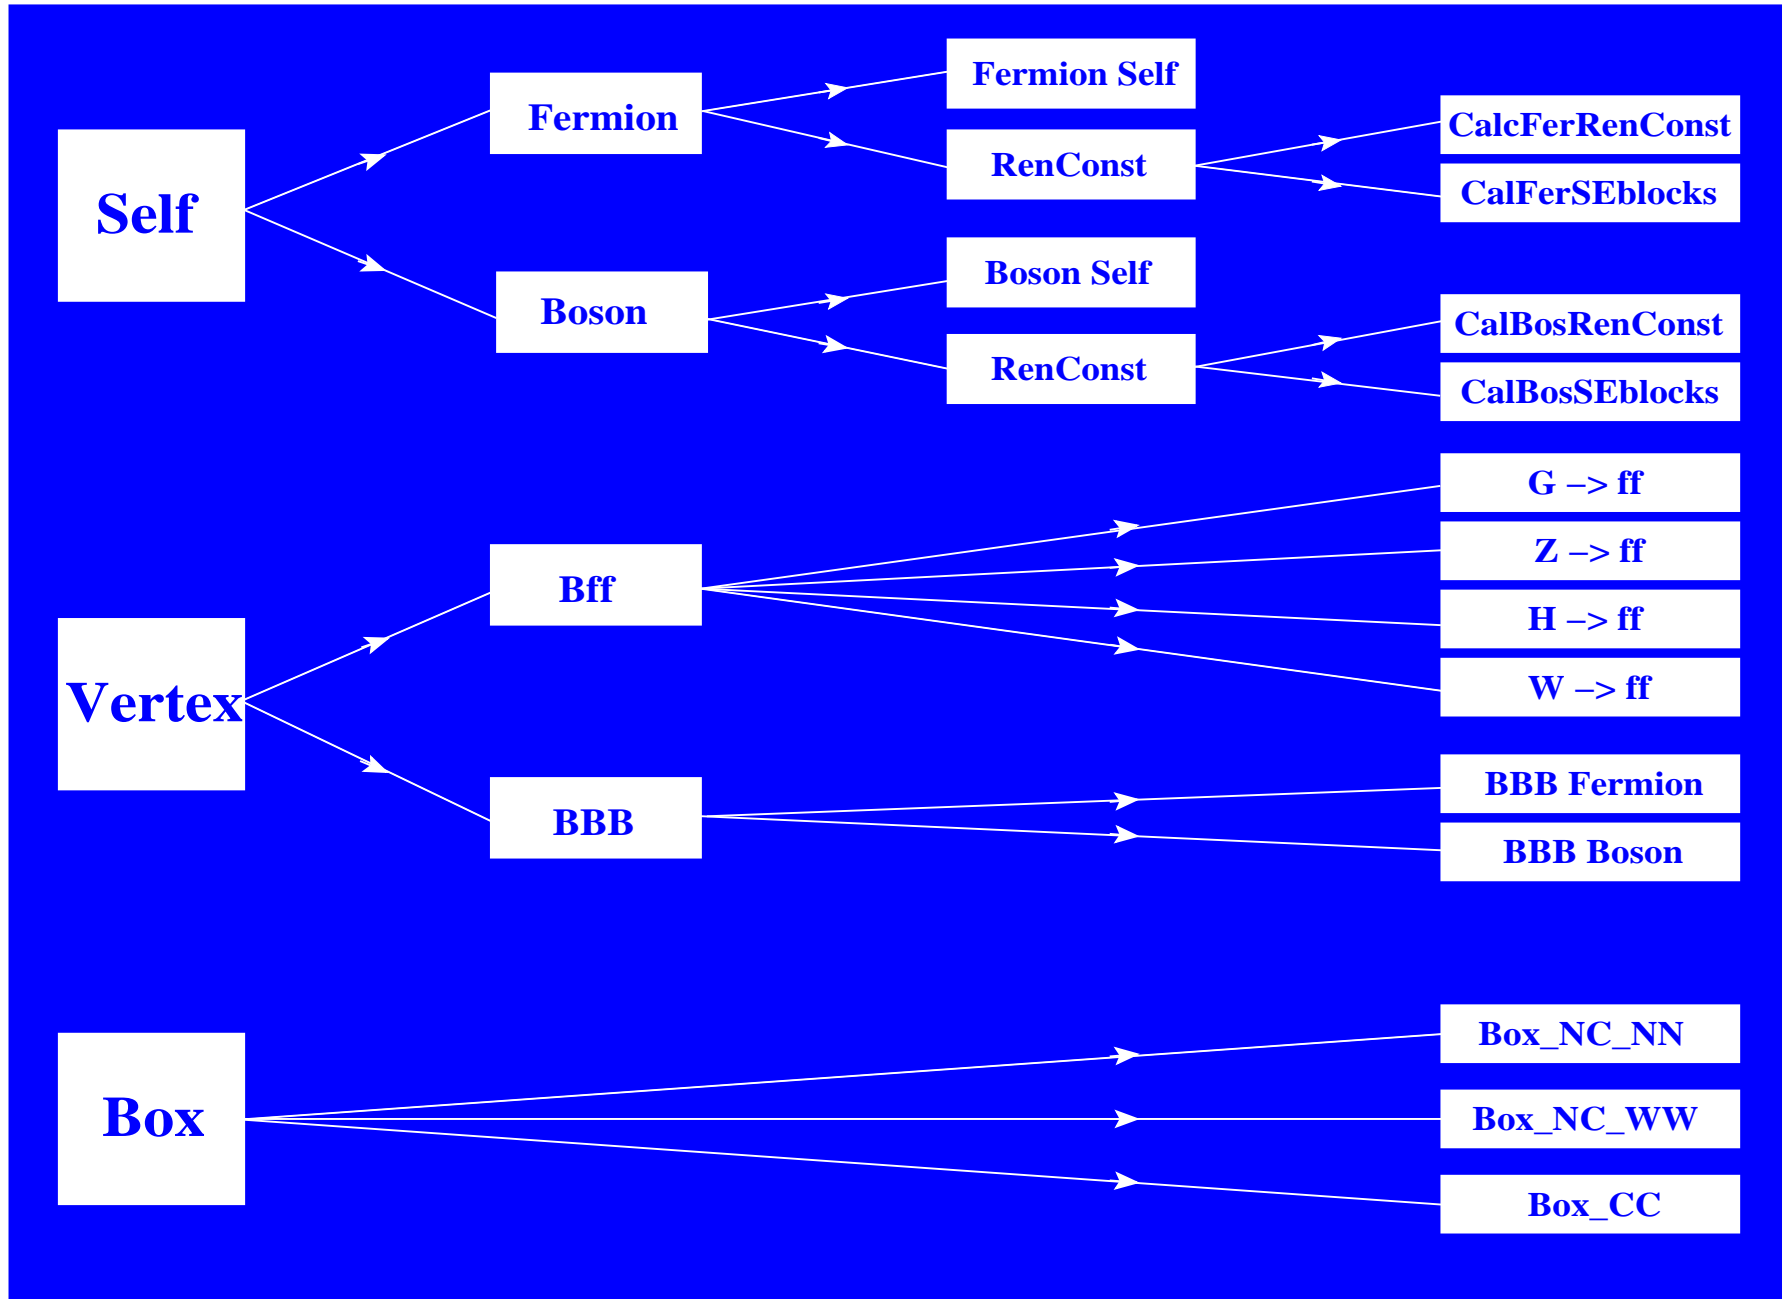 Self
Fermion
Fermion Self
RenConst
CalcFerRenConst
CalFerSEblocks
Boson
Boson Self
RenConst
CalBosRenConst
CalBosSEblocks
Vertex
Bff
G −> ff
Z −> ff
H −> ff
W −> ff
BBB
BBB Fermion
BBB Boson
Box
Box_NC_NN
Box_NC_WW
Box_CC